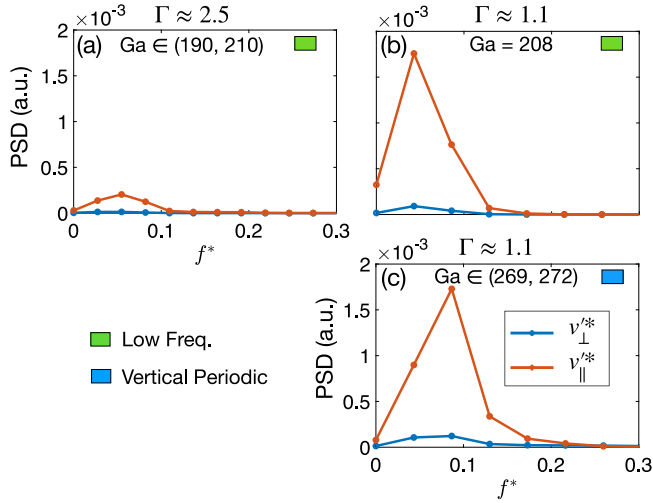 Γ ≈ 2.5
×10⁻³
(a) Ga ∈ (190, 210)
2
1.5
1
0.5
0
PSD (a.u.)
0 0.1 0.2 0.3
f*
Γ ≈ 1.1
×10⁻³
(b) Ga = 208
Γ ≈ 1.1
×10⁻³
(c) Ga ∈ (269, 272)
2
1.5
1
0.5
0
PSD (a.u.)
v′*⊥
v′*∥
0 0.1 0.2 0.3
f*
Low Freq.
Vertical Periodic